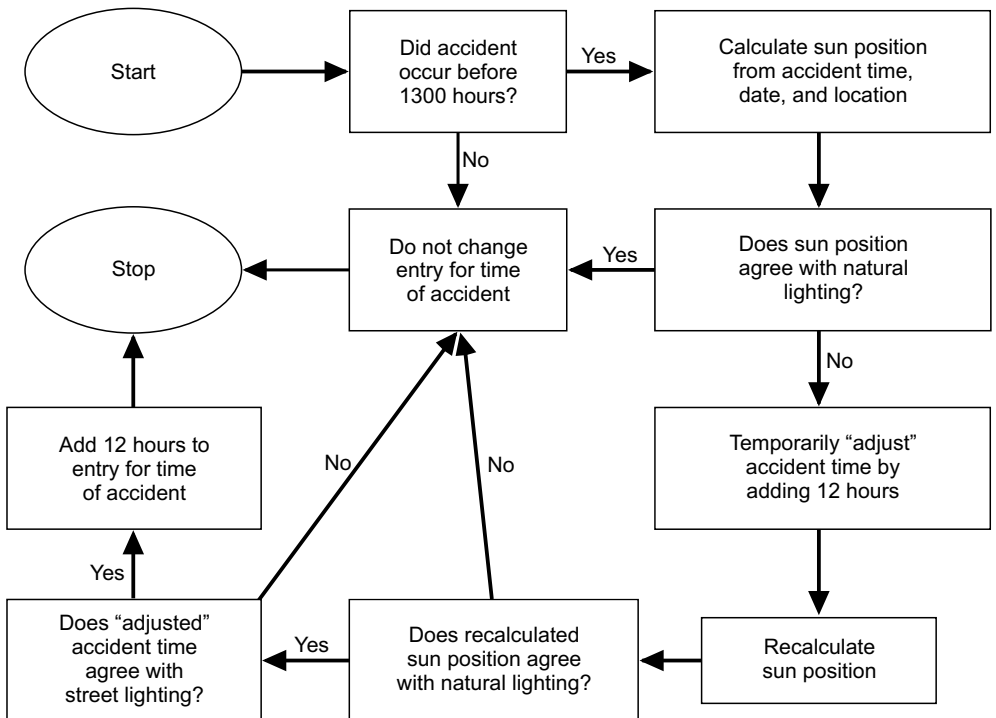 Start
Did accident
occur before
1300 hours?
Yes
Calculate sun position
from accident time,
date, and location
No
Stop
Do not change
entry for time
of accident
Yes
Does sun position
agree with natural
lighting?
No
Add 12 hours to
entry for time
of accident
No
No
Temporarily “adjust”
accident time by
adding 12 hours
Yes
Does “adjusted”
accident time
agree with
street lighting?
Yes
Does recalculated
sun position agree
with natural lighting?
Recalculate
sun position